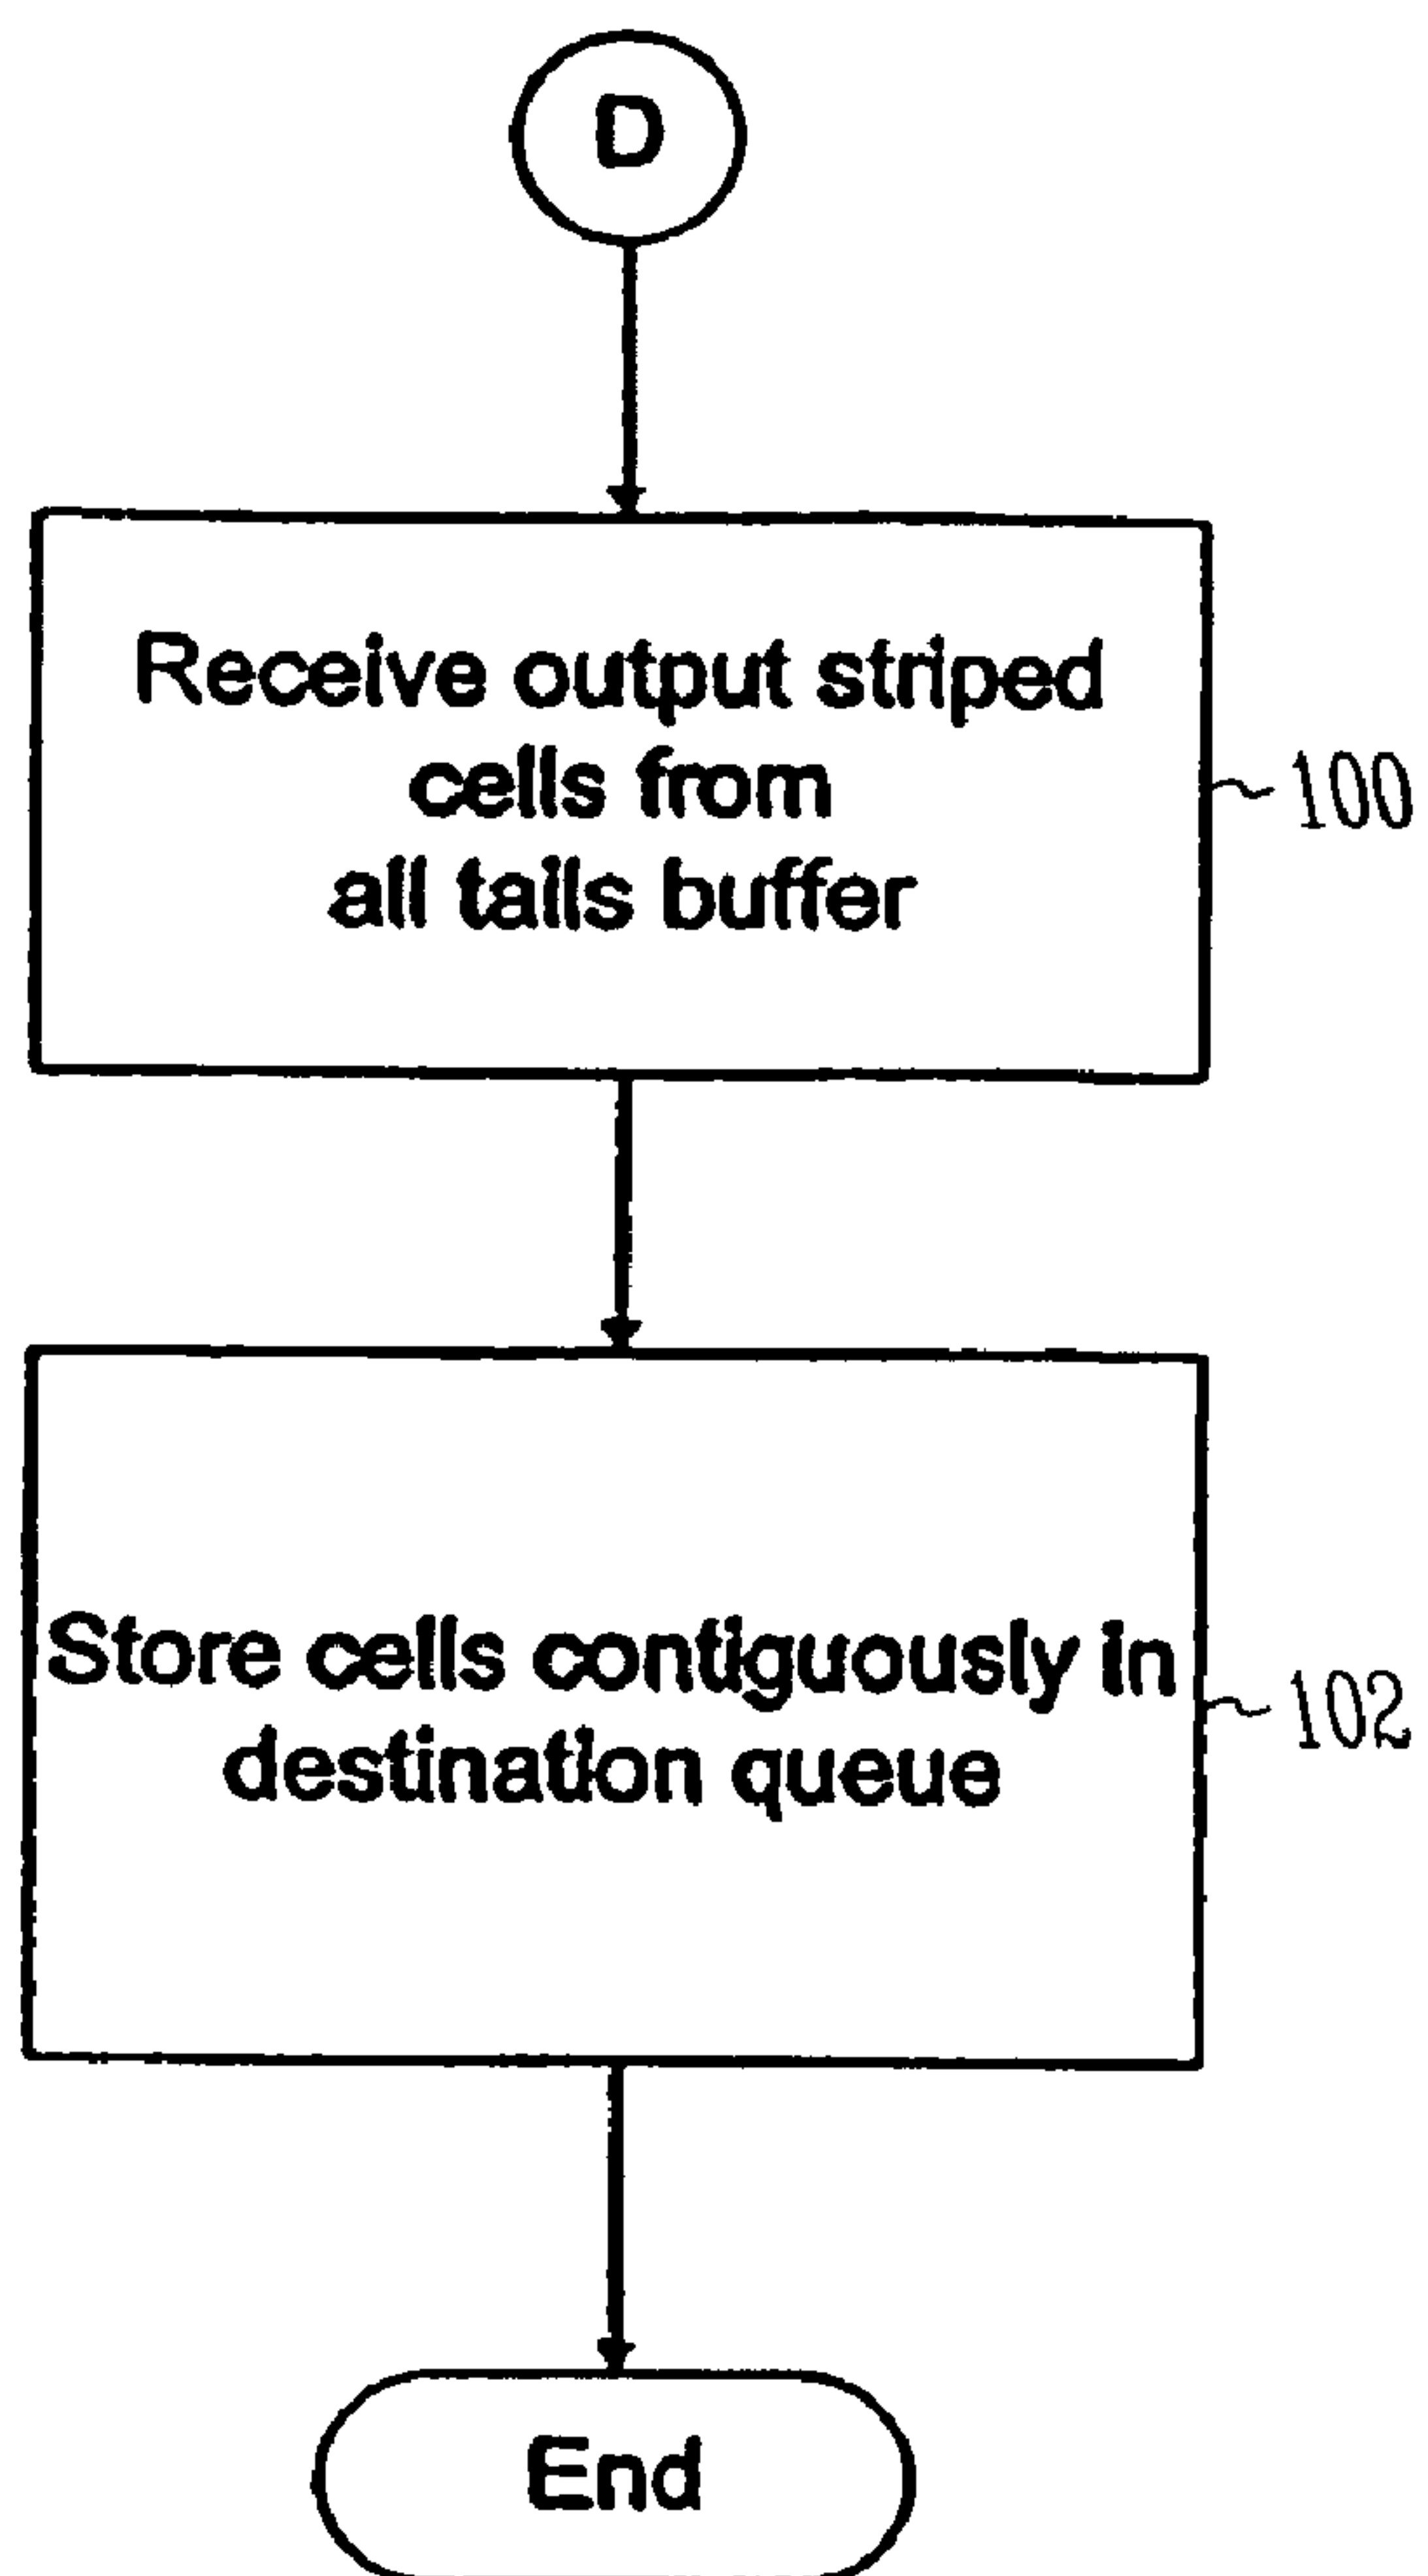 D
Receive output striped
cells from
all tails buffer
100
Store cells contiguously in
destination queue
102
End